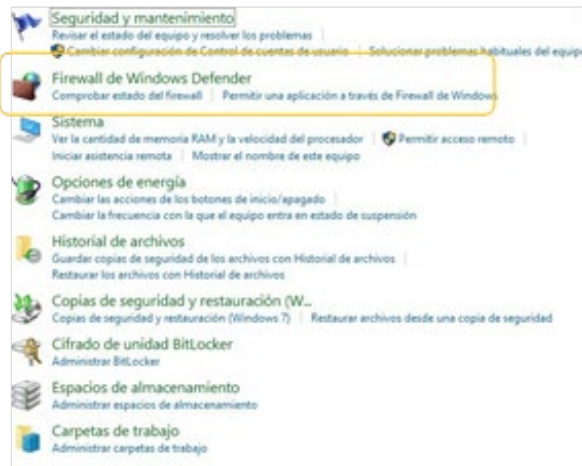 Seguridad y mantenimiento
Revisar el estado del equipo y resolver los problemas
Cambiar configuración de Control de cuentas de usuario Solucionar problemas habituales del equipo
Firewall de Windows Defender
Comprobar estado del firewall Permitir una aplicación a través de Firewall de Windows
Sistema
Ver la cantidad de memoria RAM y la velocidad del procesador Permitir acceso remoto
Iniciar asistencia remota Mostrar el nombre de este equipo
Opciones de energía
Cambiar las acciones de los botones de inicio/apagado
Cambiar la frecuencia con la que el equipo entra en estado de suspensión
Historial de archivos
Guardar copias de seguridad de los archivos con Historial de archivos
Restaurar los archivos con Historial de archivos
Copias de seguridad y restauración (W...
Copias de seguridad y restauración (Windows 7) Restaurar archivos desde una copia de seguridad
Cifrado de unidad BitLocker
Administrar BitLocker
Espacios de almacenamiento
Administrar espacios de almacenamiento
Carpetas de trabajo
Administrar carpetas de trabajo